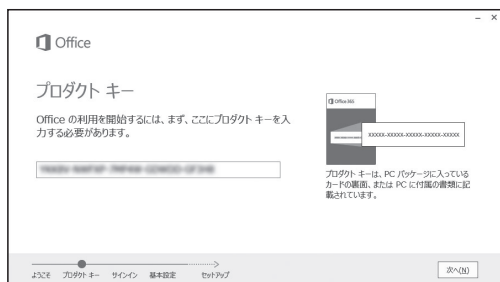 Office
プロダクト キー
Office の利用を開始するには、まず、ここにプロダクト キーを入
力する必要があります。
Office 365
XXXXX-XXXXX-XXXXX-XXXXX-XXXXX
プロダクト キーは、PC パッケージに入っている
カードの裏面、または PC に付属の書類に記
載されています。
ようこそ プロダクト キー サインイン 基本設定 セットアップ
次へ(N)